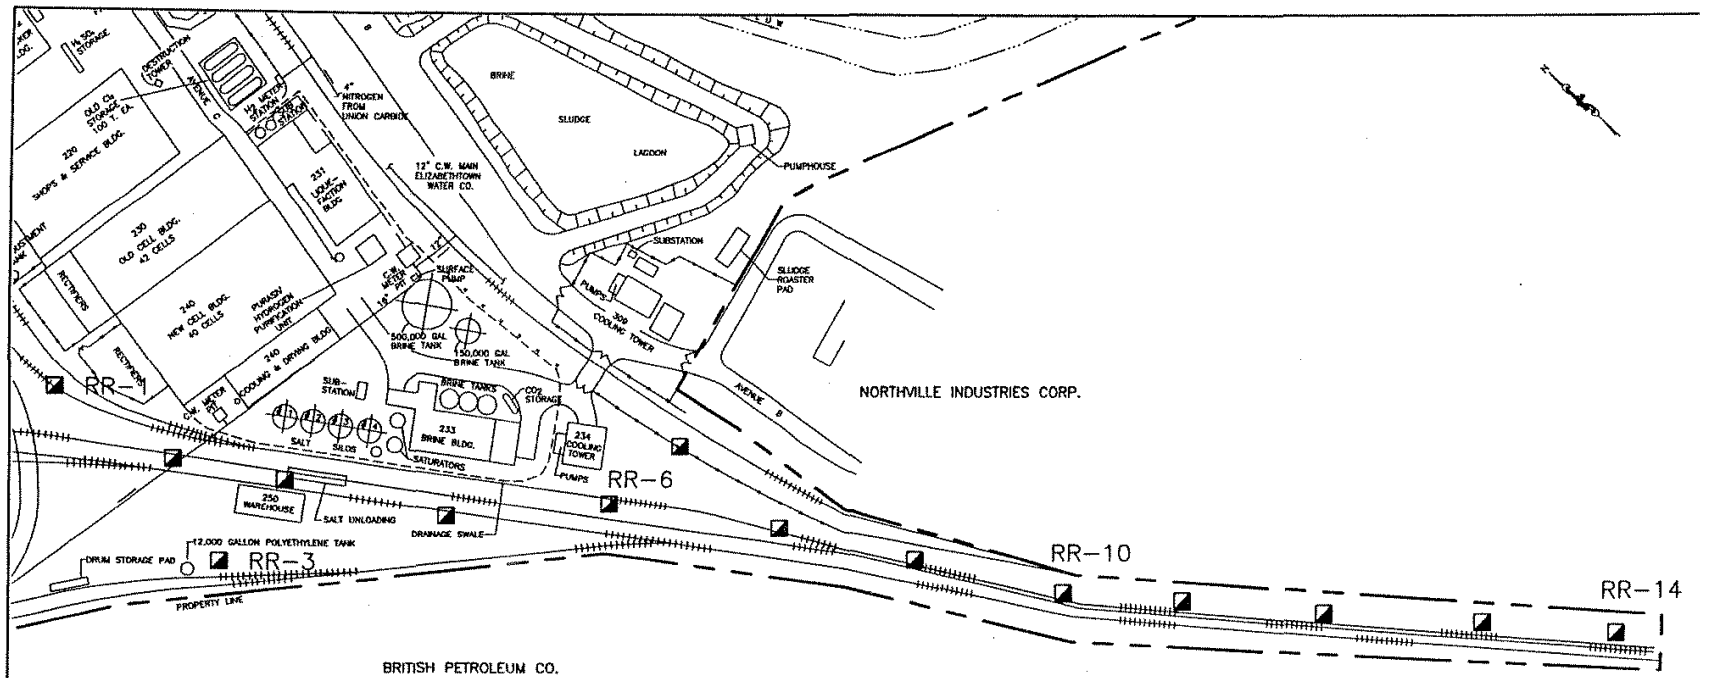 H₂ SO₄
STORAGE
DESTRUCTION
TOWER
AVENUE C
OLD Cl₂
STORAGE
100 T. EA.
H2 METER
STATION
4"
NITROGEN
FROM
UNION CARBIDE
BRINE
SLUDGE
LAGOON
PUMPHOUSE
12" C.W. MAIN
ELIZABETHTOWN
WATER CO.
220
SHOPS & SERVICE BLDG.
231
LIQUE-
FACTION
BLDG
230
OLD CELL BLDG.
42 CELLS
RECTIFIERS
240
NEW CELL BLDG.
40 CELLS
PURASIV
HYDROGEN
PURIFICATION
UNIT
RECTIFIERS
240
COOLING & DRYING BLDG.
C.W. METER
PIT
C.W.
METER
PIT
12"
16"
SURFACE
PUMP
500,000 GAL
BRINE TANK
150,000 GAL
BRINE TANK
SUBSTATION
SLUDGE
ROASTER
PAD
PUMPS
309
COOLING TOWER
AVENUE B
NORTHVILLE INDUSTRIES CORP.
N
SUB-
STATION
BRINE TANKS
CO2
STORAGE
SALT SILOS
233
BRINE BLDG.
SATURATORS
234
COOLING
TOWER
PUMPS
RR-1
RR-6
250
WAREHOUSE
SALT UNLOADING
DRAINAGE SWALE
12,000 GALLON POLYETHYLENE TANK
DRUM STORAGE PAD
RR-3
PROPERTY LINE
RR-10
RR-14
BRITISH PETROLEUM CO.